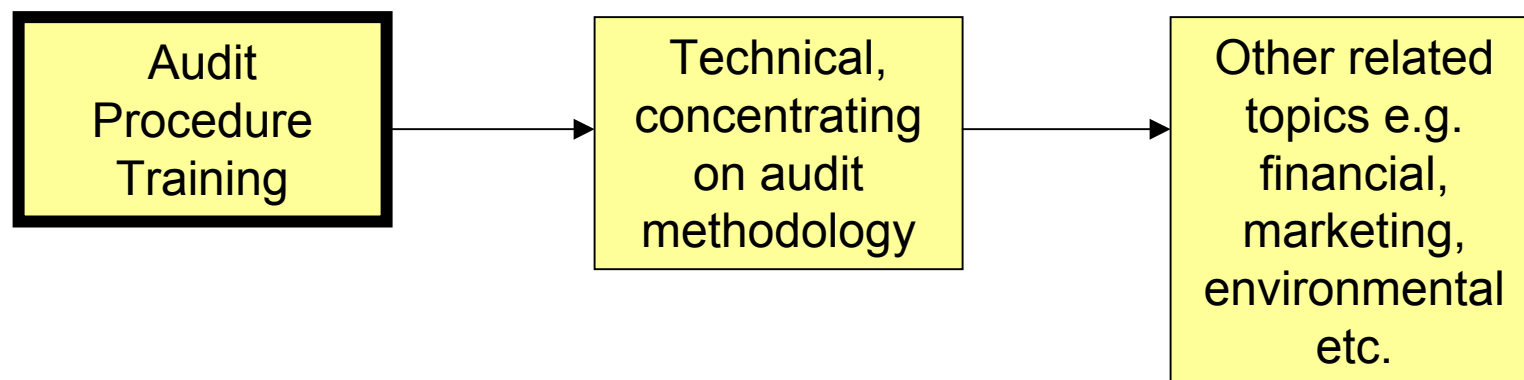 Audit
Procedure
Training
Technical,
concentrating
on audit
methodology
Other related
topics e.g.
financial,
marketing,
environmental
etc.